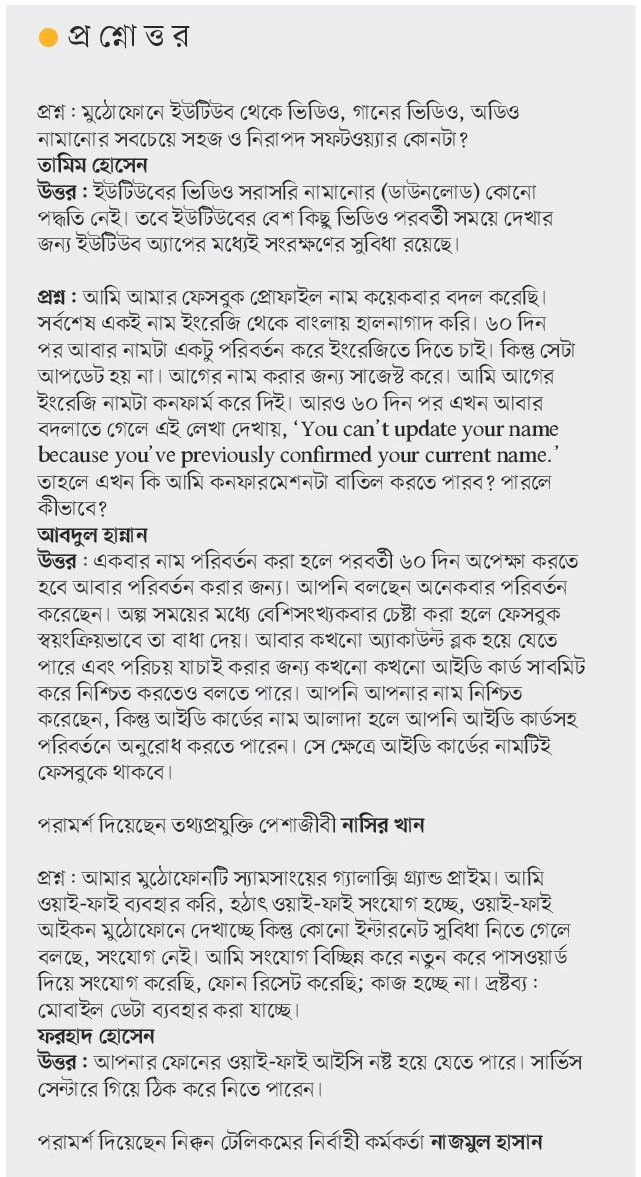 প্রশ্নোত্তর
প্রশ্ন : মুঠোফোনে ইউটিউব থেকে ভিডিও, গানের ভিডিও, অডিও
নামানোর সবচেয়ে সহজ ও নিরাপদ সফটওয়্যার কোনটা?
তামিম হোসেন
উত্তর : ইউটিউবের ভিডিও সরাসরি নামানোর (ডাউনলোড) কোনো
পদ্ধতি নেই। তবে ইউটিউবের বেশ কিছু ভিডিও পরবর্তী সময়ে দেখার
জন্য ইউটিউব অ্যাপের মধ্যেই সংরক্ষণের সুবিধা রয়েছে।
প্রশ্ন : আমি আমার ফেসবুক প্রোফাইল নাম কয়েকবার বদল করেছি।
সর্বশেষ একই নাম ইংরেজি থেকে বাংলায় হালনাগাদ করি। ৬০ দিন
পর আবার নামটা একটু পরিবর্তন করে ইংরেজিতে দিতে চাই। কিন্তু সেটা
আপডেট হয় না। আগের নাম করার জন্য সাজেস্ট করে। আমি আগের
ইংরেজি নামটা কনফার্ম করে দিই। আরও ৬০ দিন পর এখন আবার
বদলাতে গেলে এই লেখা দেখায়, ‘You can’t update your name
because you’ve previously confirmed your current name.’
তাহলে এখন কি আমি কনফারমেশনটা বাতিল করতে পারব? পারলে
কীভাবে?
আবদুল হান্নান
উত্তর : একবার নাম পরিবর্তন করা হলে পরবর্তী ৬০ দিন অপেক্ষা করতে
হবে আবার পরিবর্তন করার জন্য। আপনি বলছেন অনেকবার পরিবর্তন
করেছেন। অল্প সময়ের মধ্যে বেশিসংখ্যকবার চেষ্টা করা হলে ফেসবুক
স্বয়ংক্রিয়ভাবে তা বাধা দেয়। আবার কখনো অ্যাকাউন্ট ব্লক হয়ে যেতে
পারে এবং পরিচয় যাচাই করার জন্য কখনো কখনো আইডি কার্ড সাবমিট
করে নিশ্চিত করতেও বলতে পারে। আপনি আপনার নাম নিশ্চিত
করেছেন, কিন্তু আইডি কার্ডের নাম আলাদা হলে আপনি আইডি কার্ডসহ
পরিবর্তনে অনুরোধ করতে পারেন। সে ক্ষেত্রে আইডি কার্ডের নামটিই
ফেসবুকে থাকবে।
পরামর্শ দিয়েছেন তথ্যপ্রযুক্তি পেশাজীবী নাসির খান
প্রশ্ন : আমার মুঠোফোনটি স্যামসাংয়ের গ্যালাক্সি গ্র্যান্ড প্রাইম। আমি
ওয়াই-ফাই ব্যবহার করি, হঠাৎ ওয়াই-ফাই সংযোগ হচ্ছে, ওয়াই-ফাই
আইকন মুঠোফোনে দেখাচ্ছে কিন্তু কোনো ইন্টারনেট সুবিধা নিতে গেলে
বলছে, সংযোগ নেই। আমি সংযোগ বিচ্ছিন্ন করে নতুন করে পাসওয়ার্ড
দিয়ে সংযোগ করেছি, ফোন রিসেট করেছি; কাজ হচ্ছে না। দ্রষ্টব্য :
মোবাইল ডেটা ব্যবহার করা যাচ্ছে।
ফরহাদ হোসেন
উত্তর : আপনার ফোনের ওয়াই-ফাই আইসি নষ্ট হয়ে যেতে পারে। সার্ভিস
সেন্টারে গিয়ে ঠিক করে নিতে পারেন।
পরামর্শ দিয়েছেন নিক্কন টেলিকমের নির্বাহী কর্মকর্তা নাজমুল হাসান